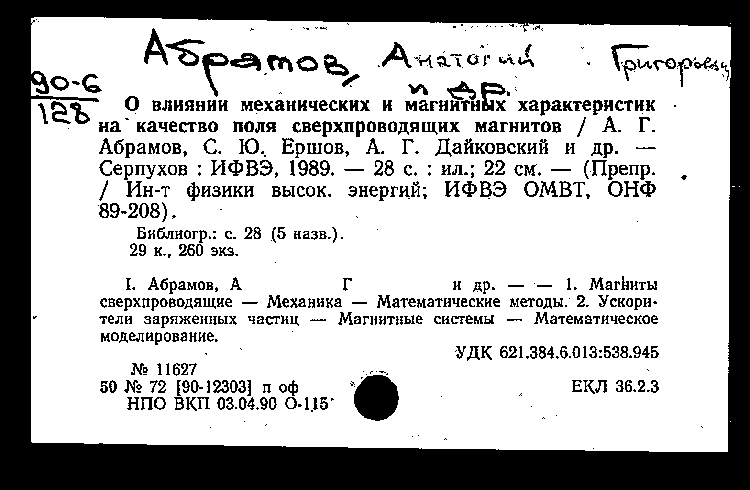 Абрамов, Анатолий Григорьевич
и др.
90-6
128
О влиянии механических и магнитных характеристик
на качество поля сверхпроводящих магнитов / А. Г.
Абрамов, С. Ю. Ершов, А. Г. Дайковский и др. —
Серпухов : ИФВЭ, 1989. — 28 с. : ил.; 22 см. — (Препр.
/ Ин-т физики высок. энергий; ИФВЭ ОМВТ, ОНФ
89-208).
Библиогр.: с. 28 (5 назв.).
29 к., 260 экз.
I. Абрамов, А Г и др. — — 1. Магниты
сверхпроводящие — Механика — Математические методы. 2. Ускори-
тели заряженных частиц — Магнитные системы — Математическое
моделирование.
УДК 621.384.6.013:538.945
№ 11627
50 № 72 [90-12303] п оф ЕКЛ 36.2.3
НПО ВКП 03.04.90 О-115